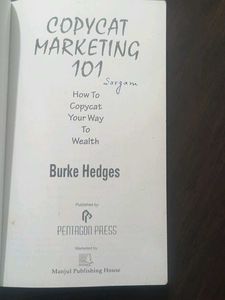 COPYCAT
MARKETING
101
Sargam
How To
Copycat
Your Way
To
Wealth
Burke Hedges
Published by
PENTAGON PRESS
Marketed by
Manjul Publishing House